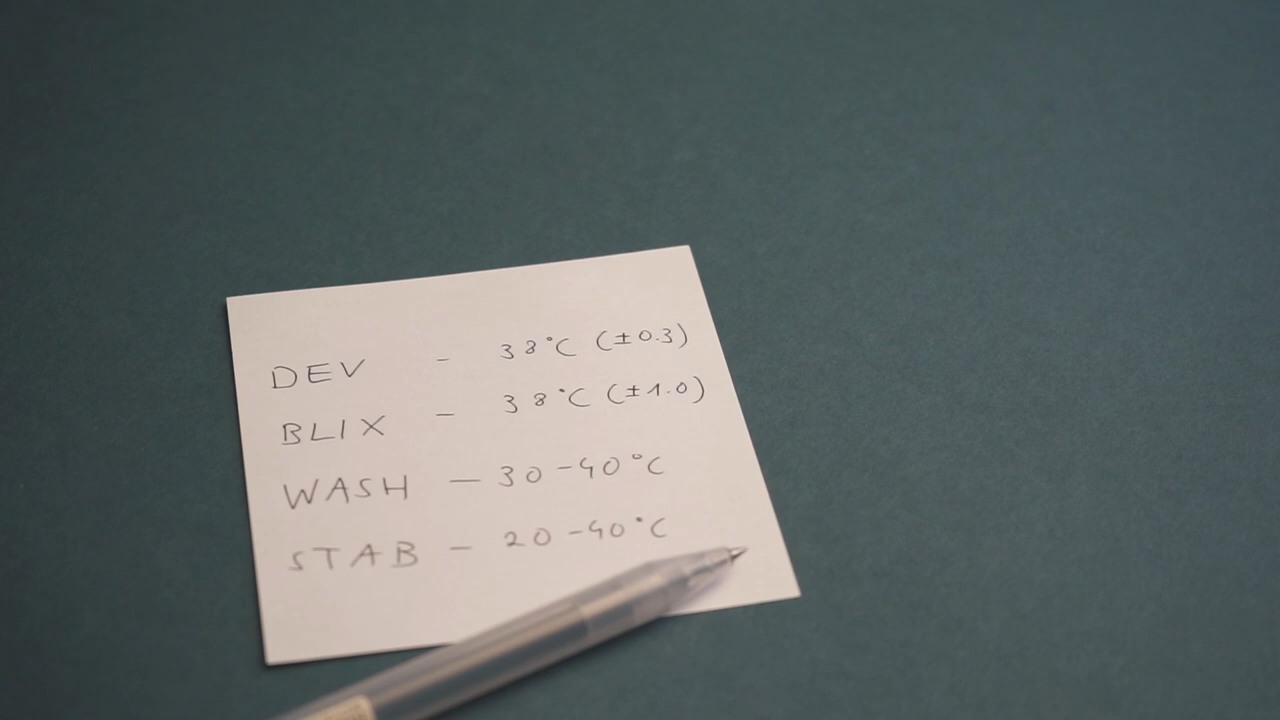 DEV - 38°C (±0.3)
BLIX - 38°C (±1.0)
WASH - 30-40°C
STAB - 20-40°C